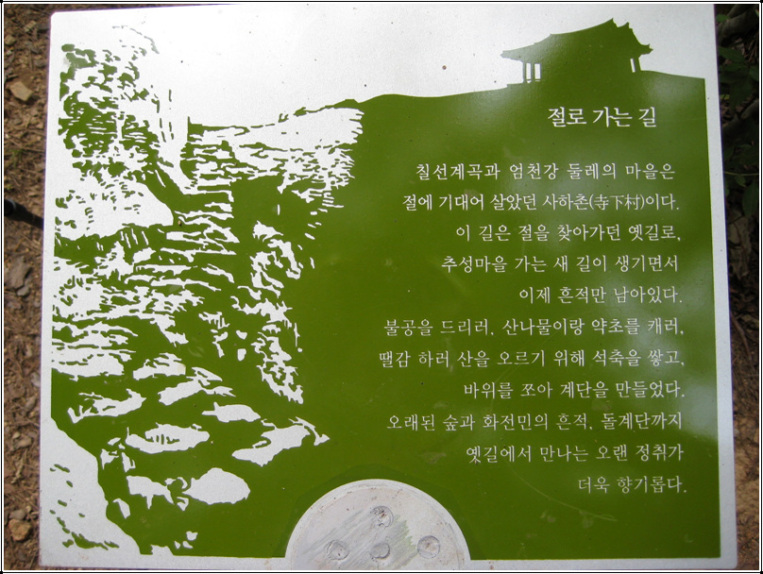 절로 가는 길
칠선계곡과 엄천강 둘레의 마을은
절에 기대어 살았던 사하촌(寺下村)이다.
이 길은 절을 찾아가던 옛길로,
추성마을 가는 새 길이 생기면서
이제 흔적만 남아있다.
불공을 드리러, 산나물이랑 약초를 캐러,
땔감 하러 산을 오르기 위해 석축을 쌓고,
바위를 쪼아 계단을 만들었다.
오래된 숲과 화전민의 흔적, 돌계단까지
옛길에서 만나는 오랜 정취가
더욱 향기롭다.